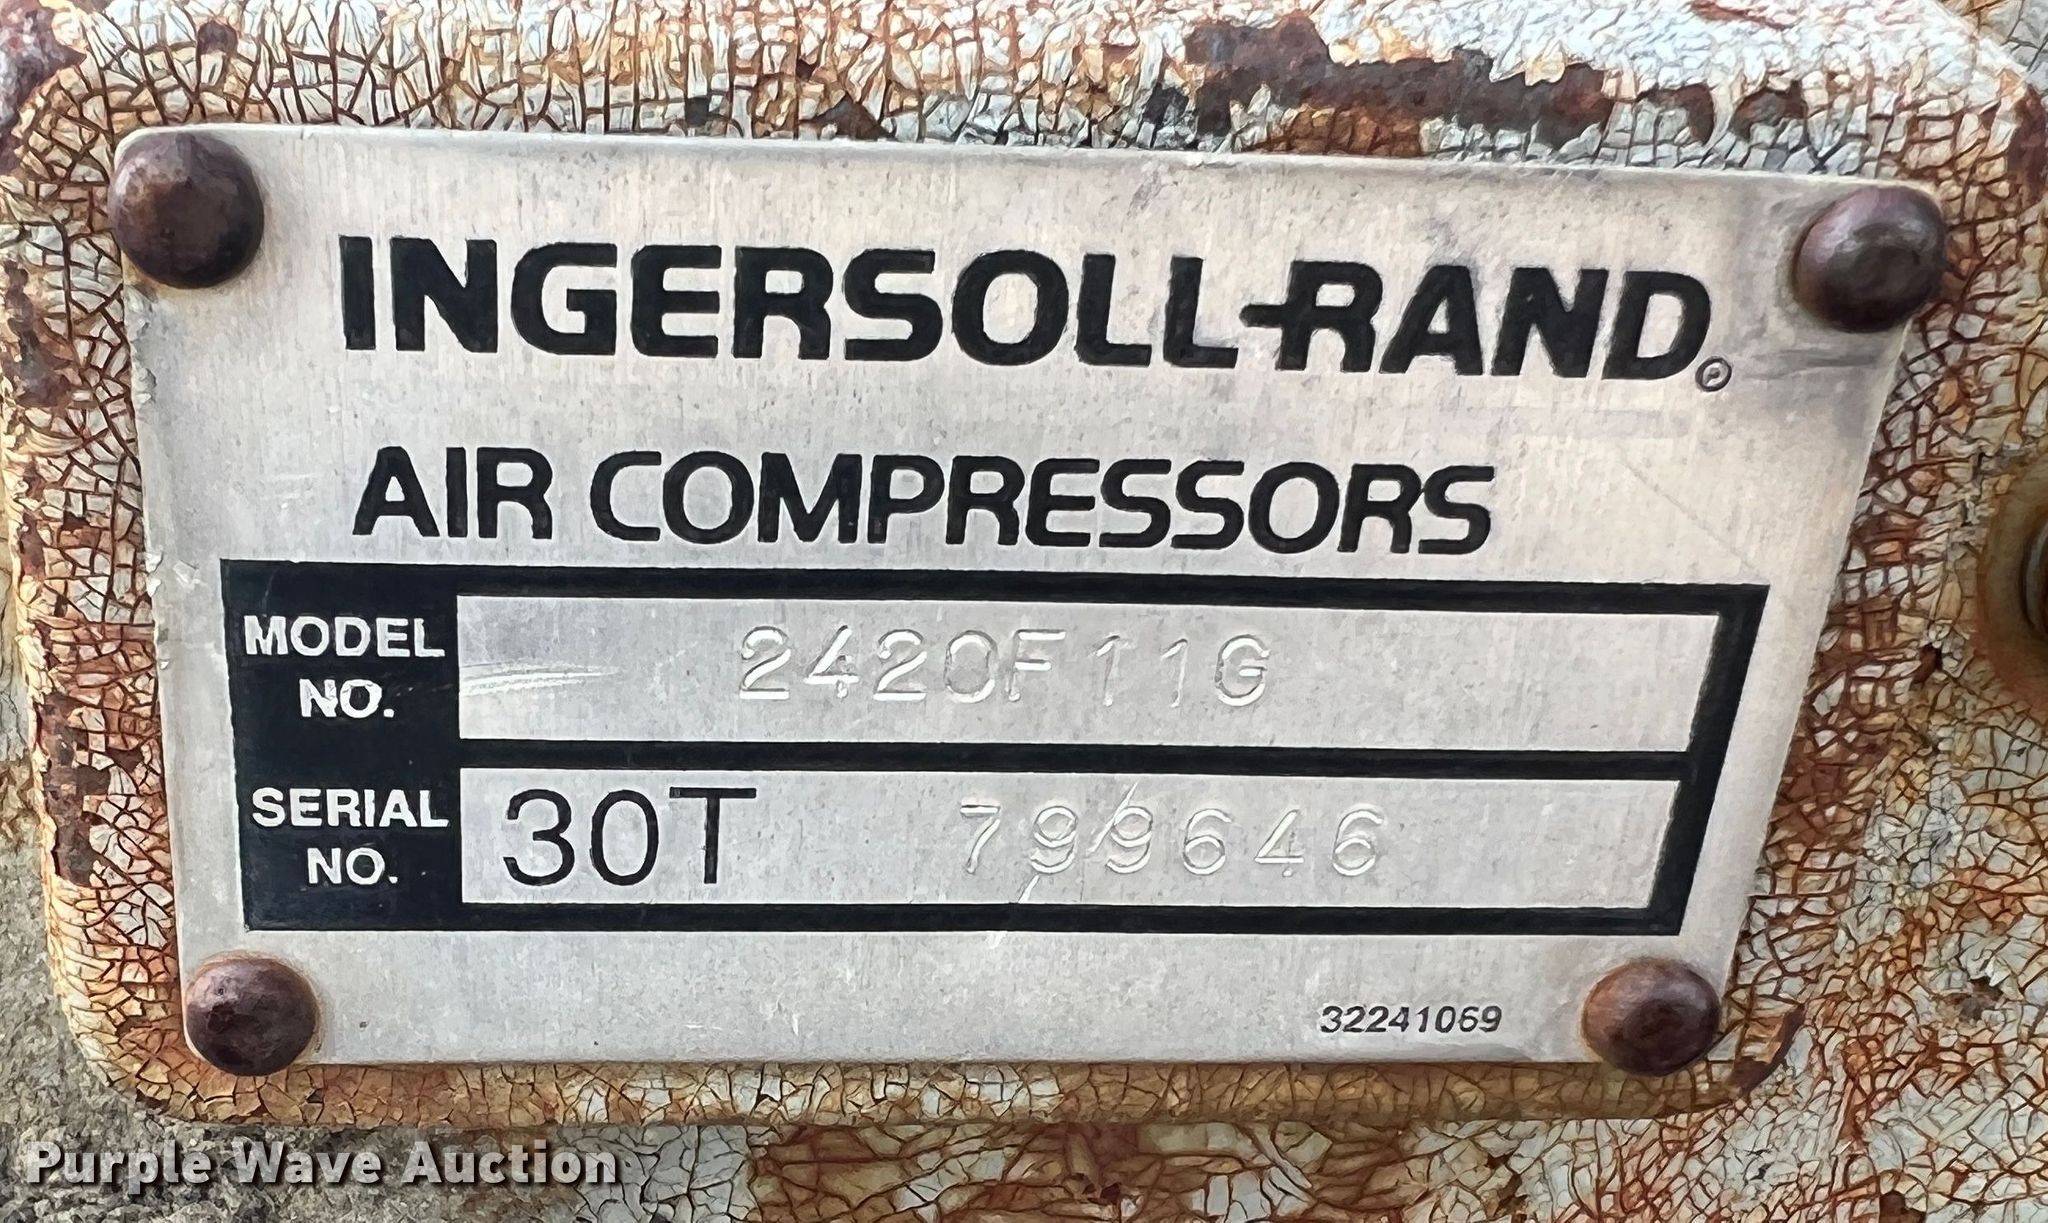 INGERSOLL-RAND®
AIR COMPRESSORS
MODEL NO. 2420F11G
SERIAL NO. 30T 799646
32241069
Purple Wave Auction